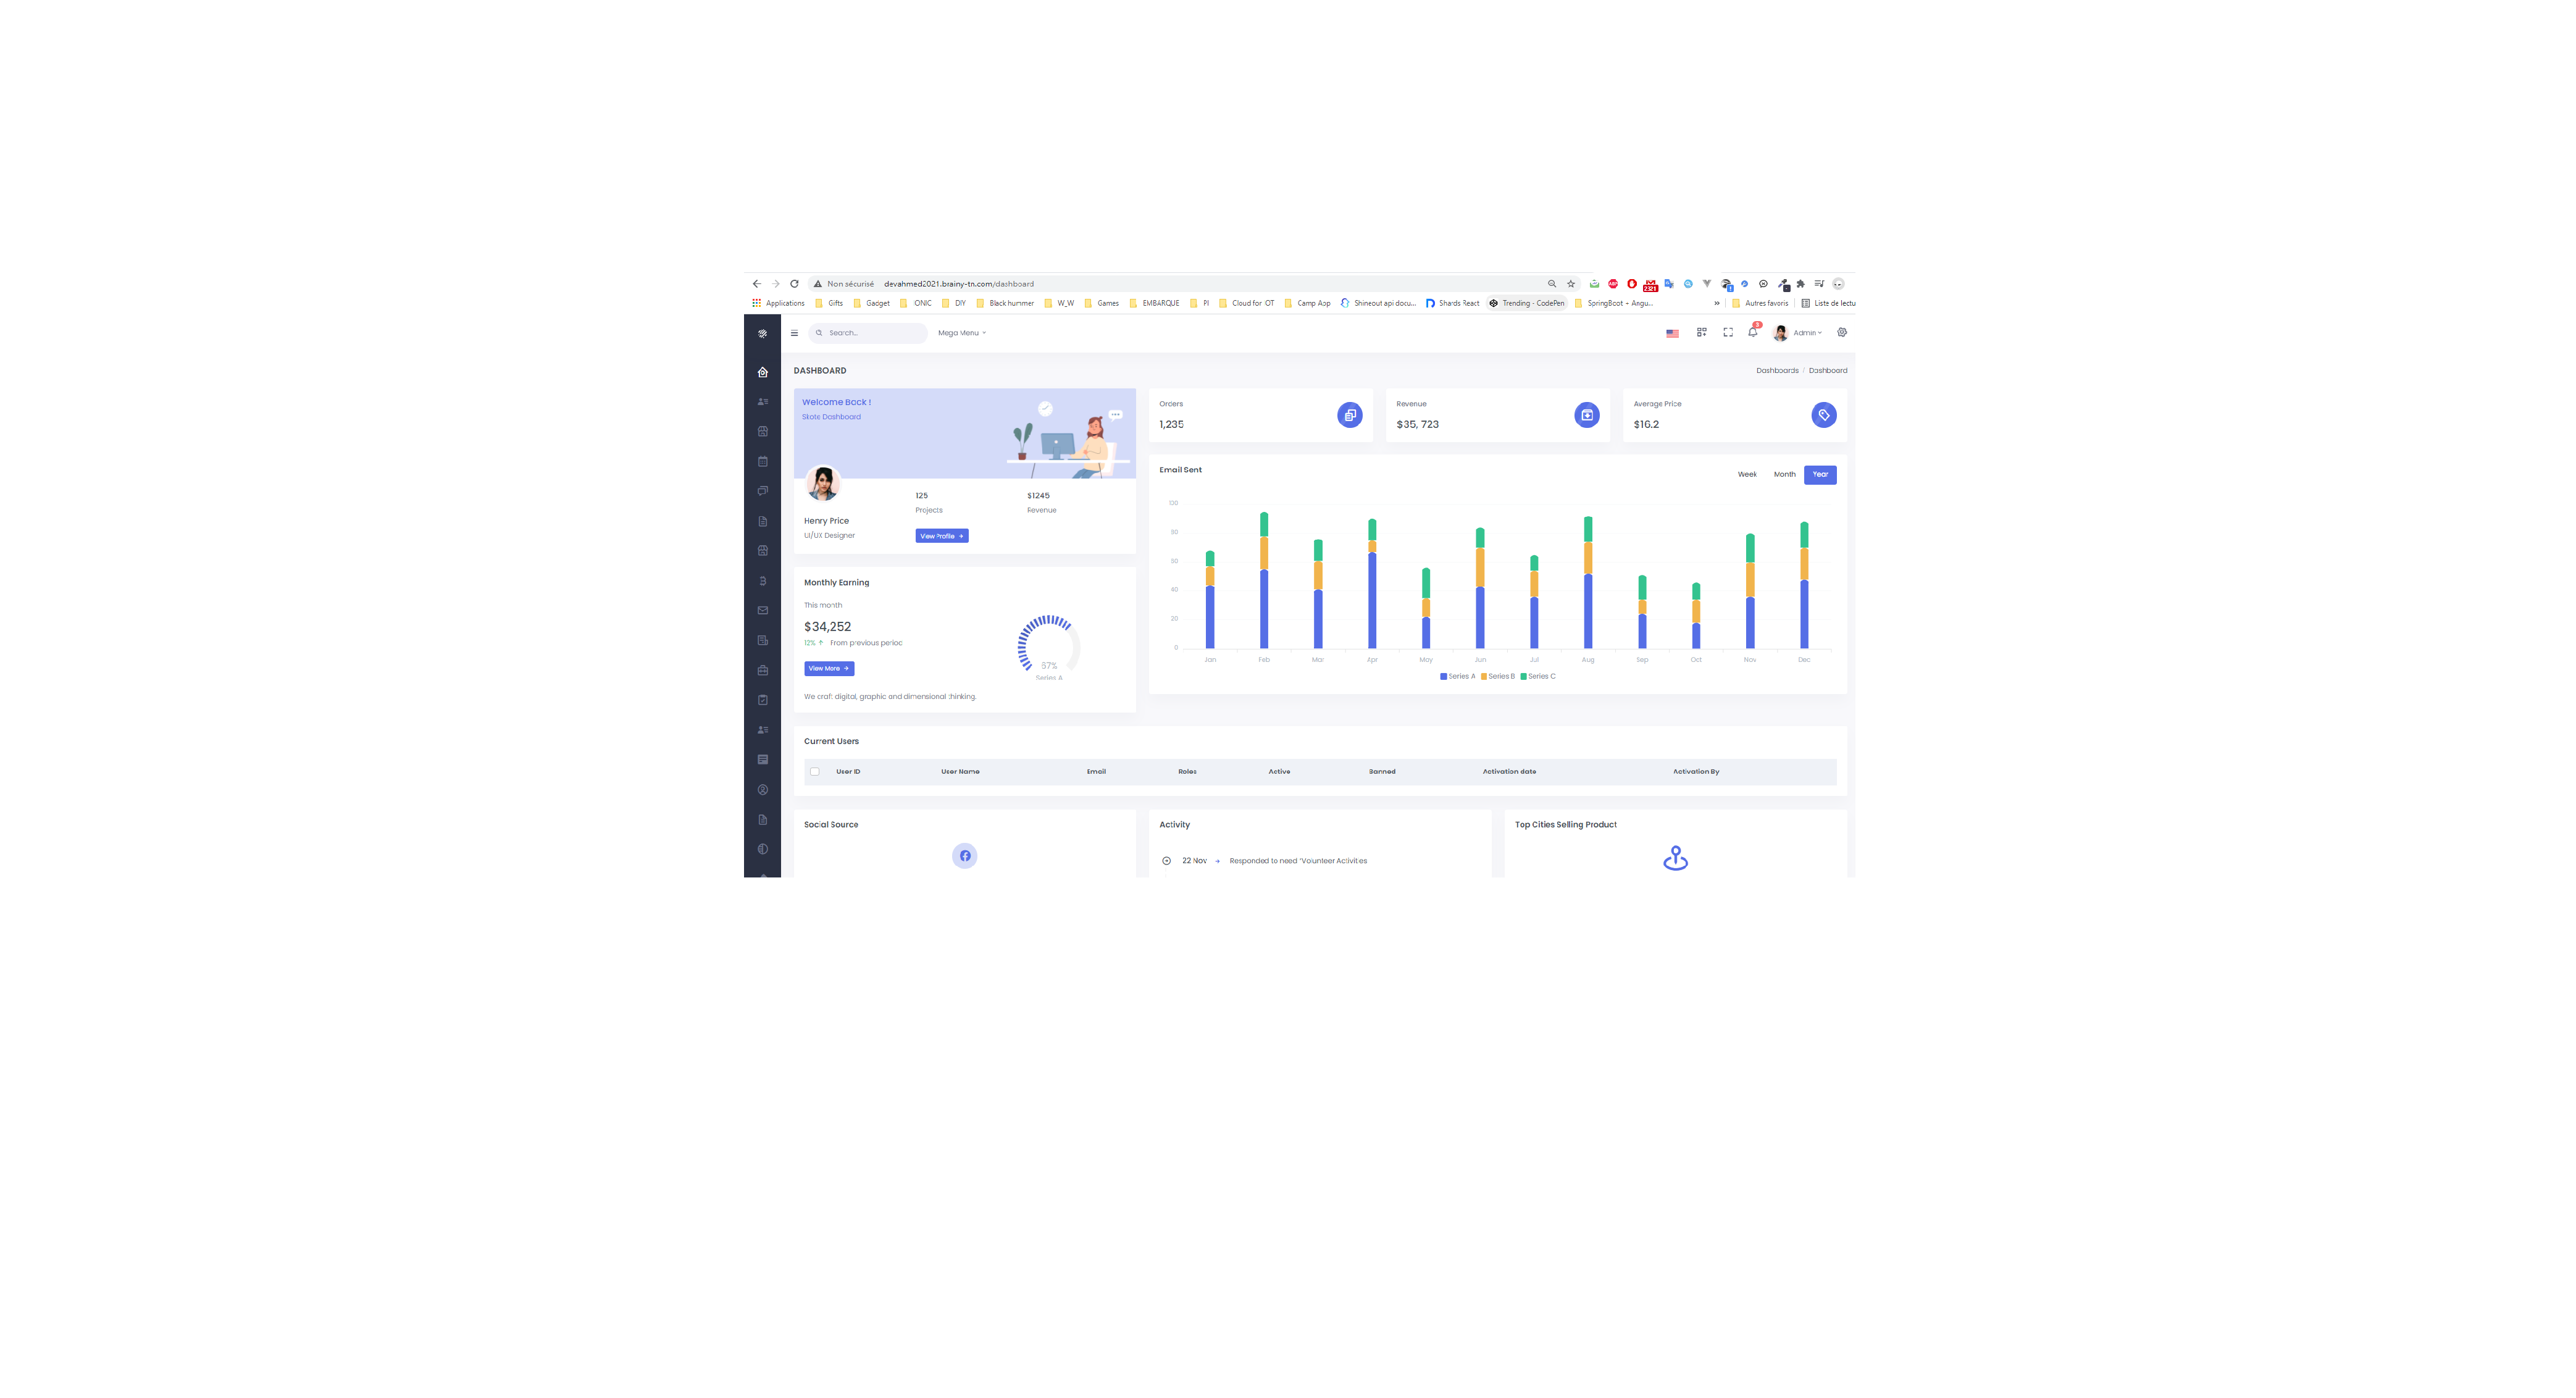 Non sécurisé devahmed2021.brainy-tn.com/dashboard
Applications Gifts Gadget IONIC DIY Black hummer W_W Games EMBARQUE PI Cloud for IOT Camp App Shineout api docu... Shards React Trending - CodePen SpringBoot + Angu... » Autres favoris Liste de lectu
Search... Mega Menu 3 Admin
DASHBOARD Dashboards / Dashboard
Welcome Back !
Skote Dashboard
Henry Price
UI/UX Designer
125
Projects
$1245
Revenue
View Profile →
Orders
1,235
Revenue
$35, 723
Average Price
$16.2
Monthly Earning
This month
$34,252
12% ↑ From previous period
View More →
67%
Series A
We craft digital, graphic and dimensional thinking.
Email Sent
Week Month Year
100
80
60
40
20
0
Jan Feb Mar Apr May Jun Jul Aug Sep Oct Nov Dec
Series A Series B Series C
Current Users
User ID User Name Email Roles Active Banned Activation date Activation By
Social Source
Activity
22 Nov → Responded to need "Volunteer Activities
Top Cities Selling Product